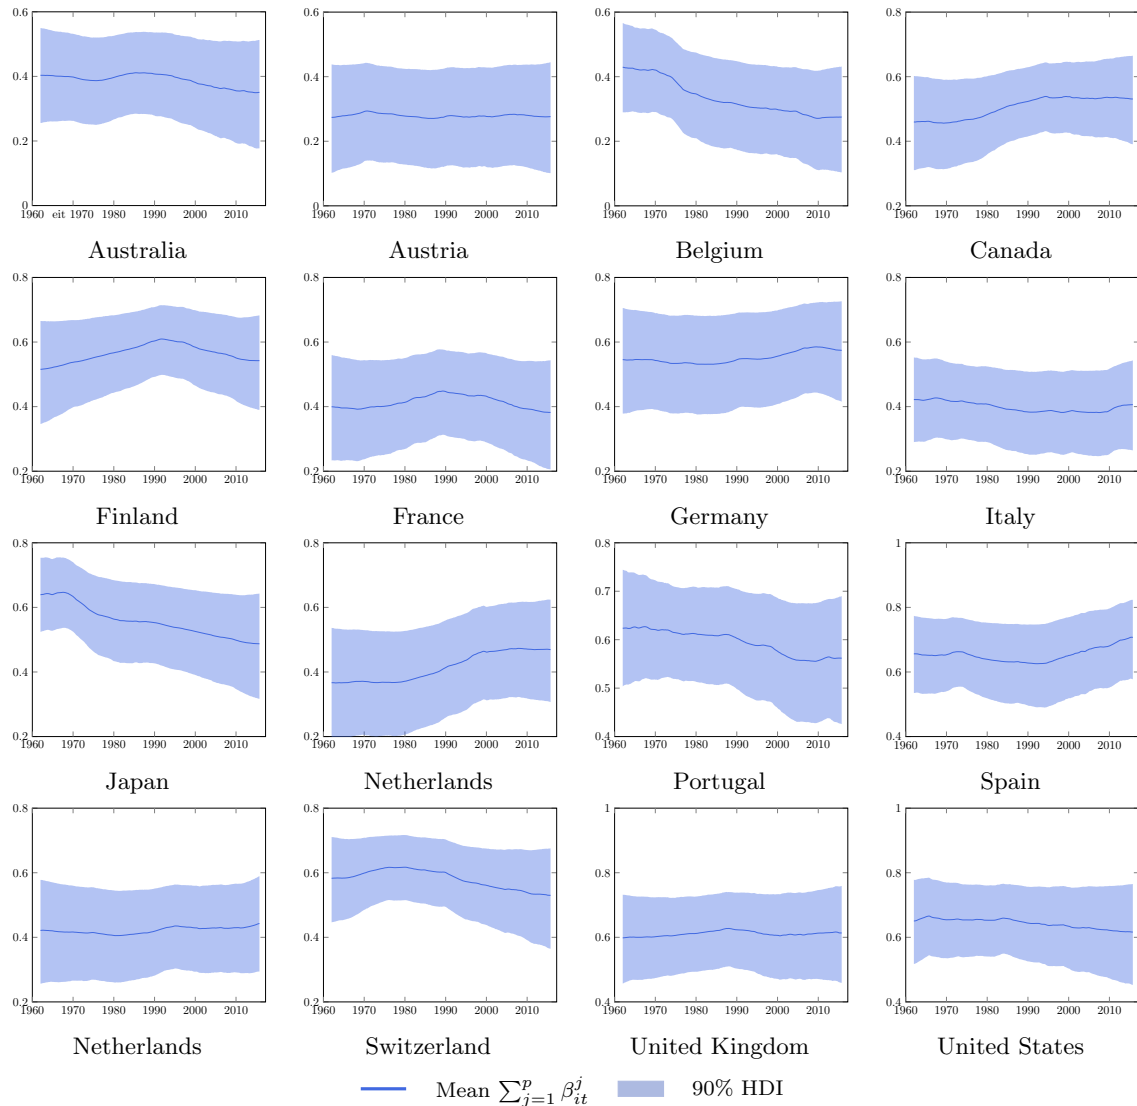 0.6 0.6 0.6 0.8
0.4 0.4 0.4 0.6
0.2 0.2 0.2 0.4
0 0 0 0.2
1960 eit 1970 1980 1990 2000 2010 1960 1970 1980 1990 2000 2010 1960 1970 1980 1990 2000 2010 1960 1970 1980 1990 2000 2010
Australia Austria Belgium Canada
0.8 0.8 0.8 0.8
0.6 0.6 0.6 0.6
0.4 0.4 0.4 0.4
0.2 0.2 0.2 0.2
1960 1970 1980 1990 2000 2010 1960 1970 1980 1990 2000 2010 1960 1970 1980 1990 2000 2010 1960 1970 1980 1990 2000 2010
Finland France Germany Italy
0.8 0.8 0.8 1
0.7
0.6 0.6 0.6 0.8
0.5
0.4 0.4 0.6
0.2 0.2 0.4 0.4
1960 1970 1980 1990 2000 2010 1960 1970 1980 1990 2000 2010 1960 1970 1980 1990 2000 2010 1960 1970 1980 1990 2000 2010
Japan Netherlands Portugal Spain
0.8 0.8 1 1
0.6 0.6 0.8 0.8
0.4 0.4 0.6 0.6
0.2 0.2 0.4 0.4
1960 1970 1980 1990 2000 2010 1960 1970 1980 1990 2000 2010 1960 1970 1980 1990 2000 2010 1960 1970 1980 1990 2000 2010
Netherlands Switzerland United Kingdom United States
Mean ∑_{j=1}^{p} β_{it}^{j} 90% HDI